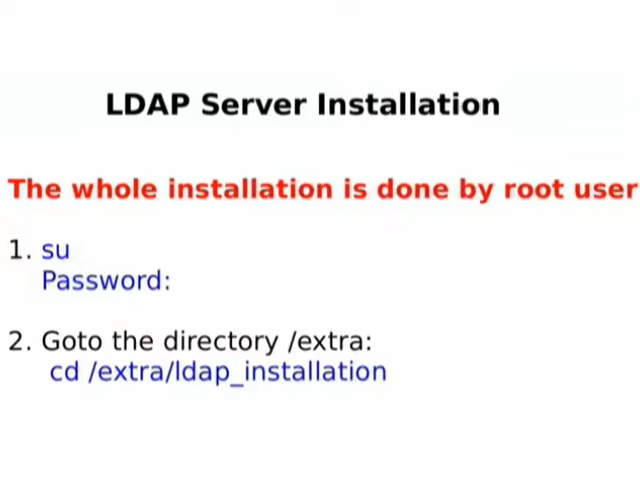 LDAP Server Installation
The whole installation is done by root user
1. su
Password:
2. Goto the directory /extra:
cd /extra/ldap_installation